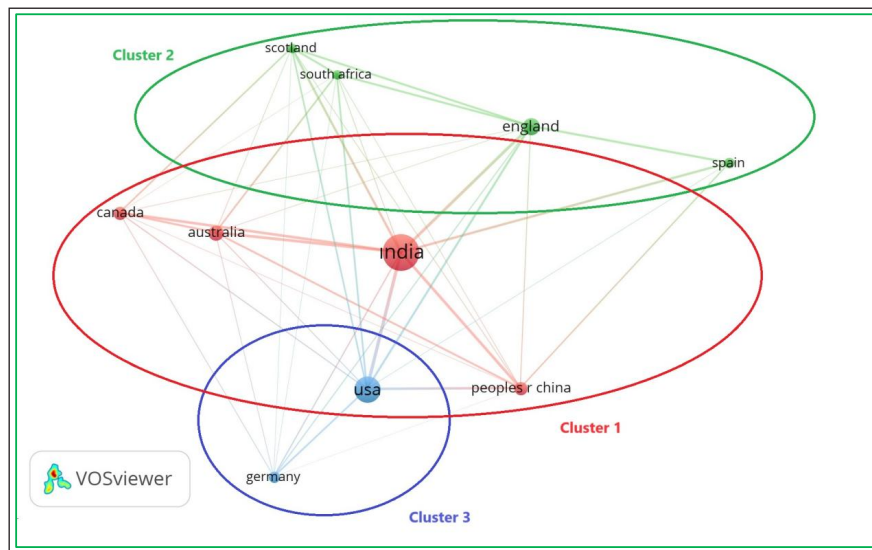 scotland
Cluster 2
south africa
england
spain
canada
australia
india
usa
peoples r china
Cluster 1
germany
VOSviewer
Cluster 3